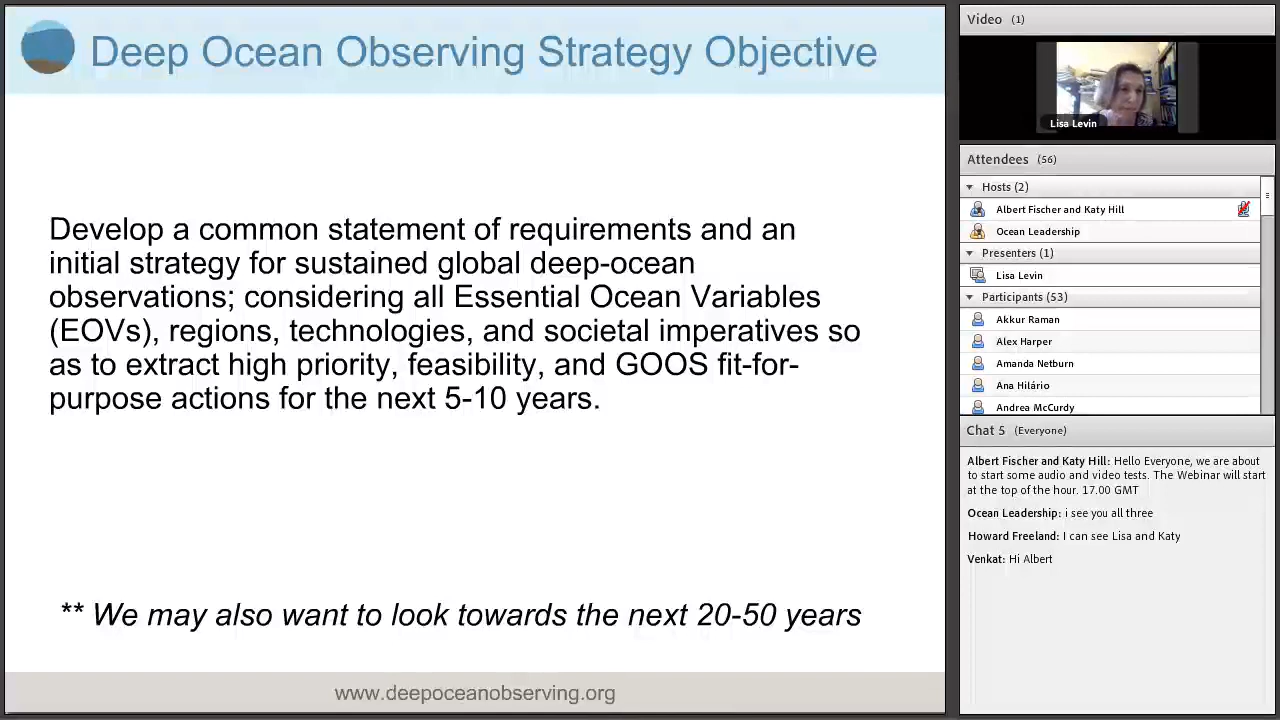 Deep Ocean Observing Strategy Objective
Develop a common statement of requirements and an
initial strategy for sustained global deep-ocean
observations; considering all Essential Ocean Variables
(EOVs), regions, technologies, and societal imperatives so
as to extract high priority, feasibility, and GOOS fit-for-
purpose actions for the next 5-10 years.
** We may also want to look towards the next 20-50 years
www.deepoceanobserving.org
Video (1)
Lisa Levin
Attendees (56)
Hosts (2)
Albert Fischer and Katy Hill
Ocean Leadership
Presenters (1)
Lisa Levin
Participants (53)
Akkur Raman
Alex Harper
Amanda Netburn
Ana Hilário
Andrea McCurdy
Chat 5 (Everyone)
Albert Fischer and Katy Hill: Hello Everyone, we are about
to start some audio and video tests. The Webinar will start
at the top of the hour. 17.00 GMT
Ocean Leadership: i see you all three
Howard Freeland: I can see Lisa and Katy
Venkat: Hi Albert